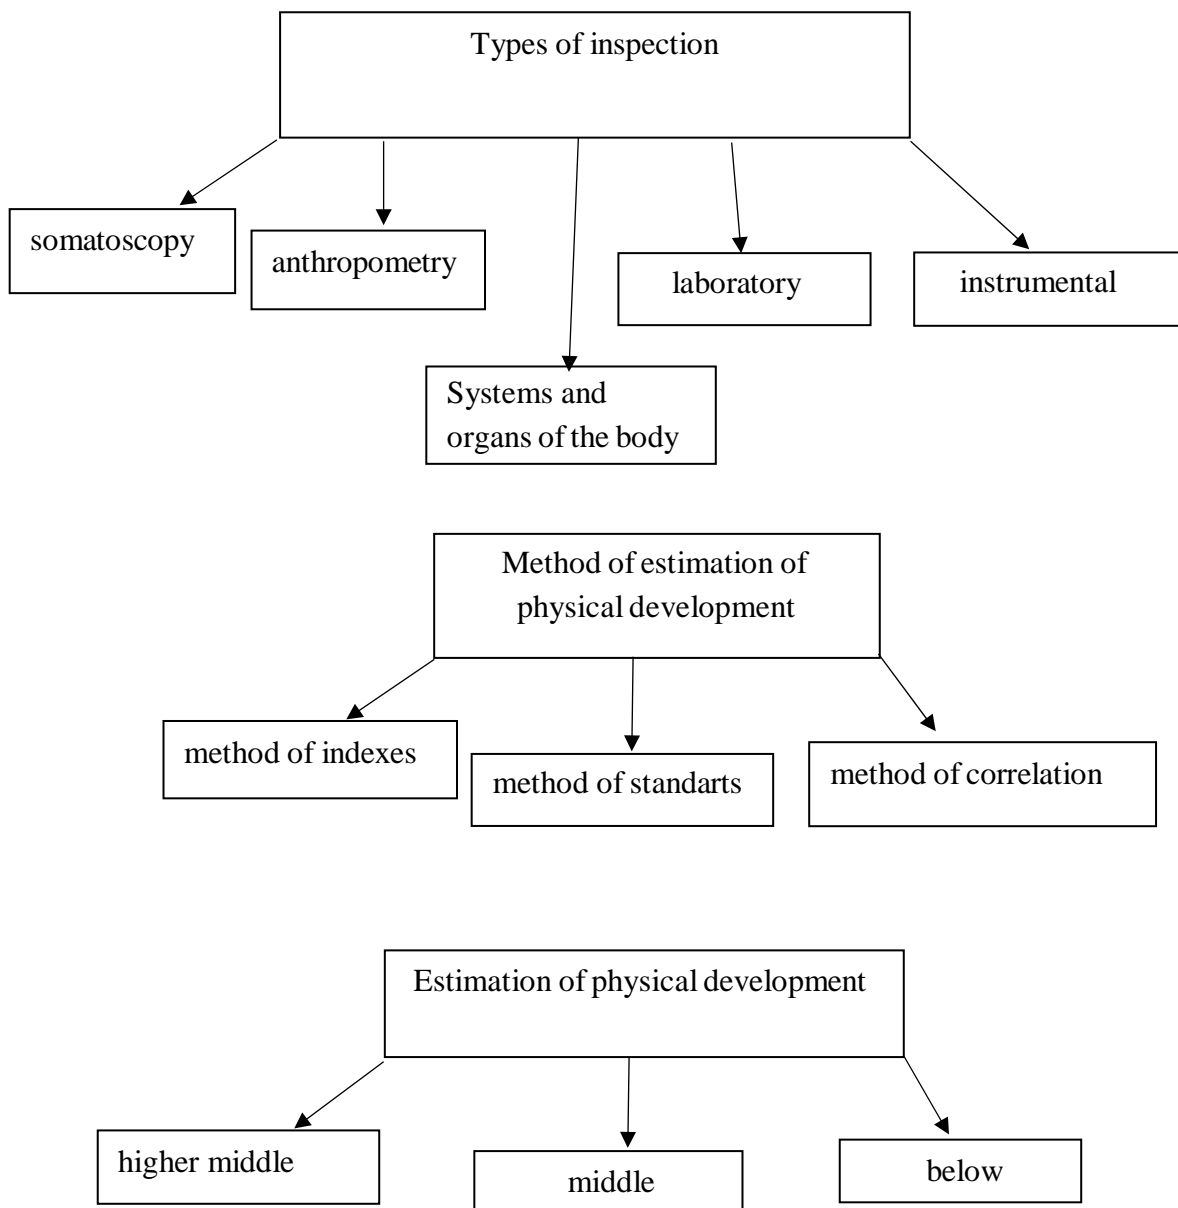 Types of inspection
somatoscopy
anthropometry
laboratory
instrumental
Systems and
organs of the body
Method of estimation of
physical development
method of indexes
method of standarts
method of correlation
Estimation of physical development
higher middle
middle
below